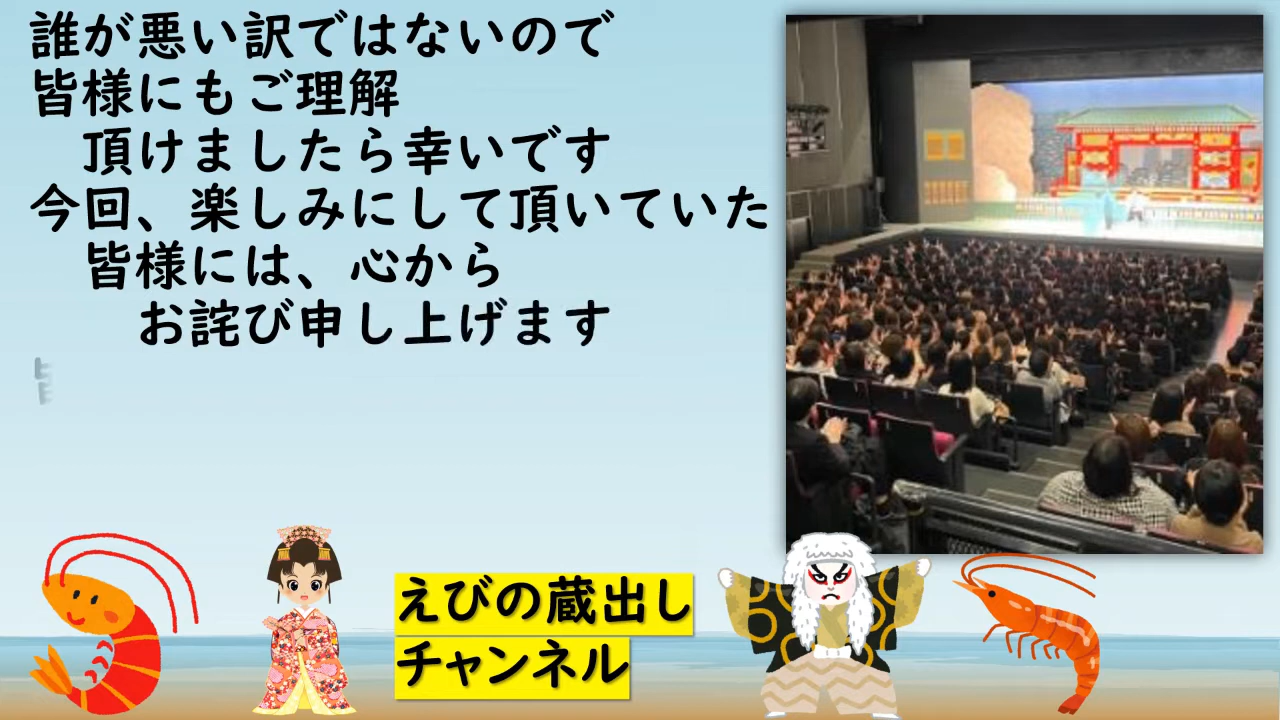 誰が悪い訳ではないので
皆様にもご理解
頂けましたら幸いです
今回、楽しみにして頂いていた
皆様には、心から
お詫び申し上げます
えびの蔵出し
チャンネル